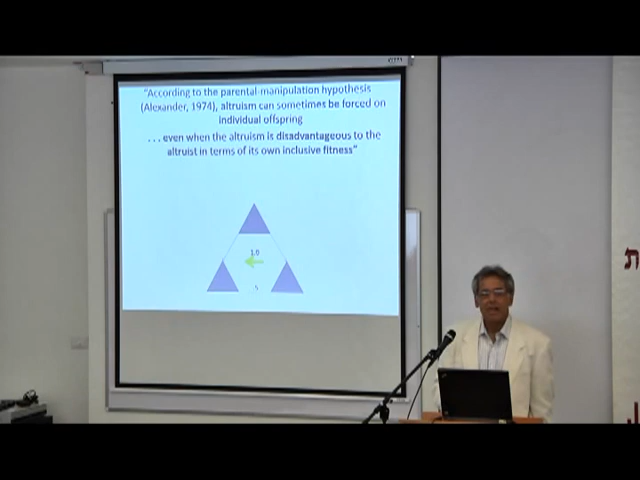 "According to the parental-manipulation hypothesis
(Alexander, 1974), altruism can sometimes be forced on
individual offspring
. . . even when the altruism is disadvantageous to the
altruist in terms of its own inclusive fitness"
1.0
.5
ת